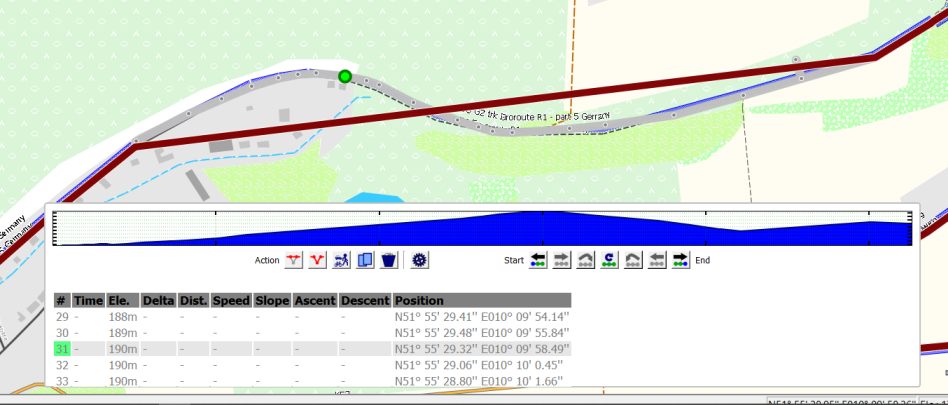 G2 trk Euroroute R1 - part 5 Germany
Germany
Germany
Action
Start
End
# Time Ele. Delta Dist. Speed Slope Ascent Descent Position
29 - 188m - - - - - - N51° 55' 29.41" E010° 09' 54.14"
30 - 189m - - - - - - N51° 55' 29.48" E010° 09' 55.84"
31 - 190m - - - - - - N51° 55' 29.32" E010° 09' 58.49"
32 - 190m - - - - - - N51° 55' 29.06" E010° 10' 0.45"
33 - 190m - - - - - - N51° 55' 28.80" E010° 10' 1.66"